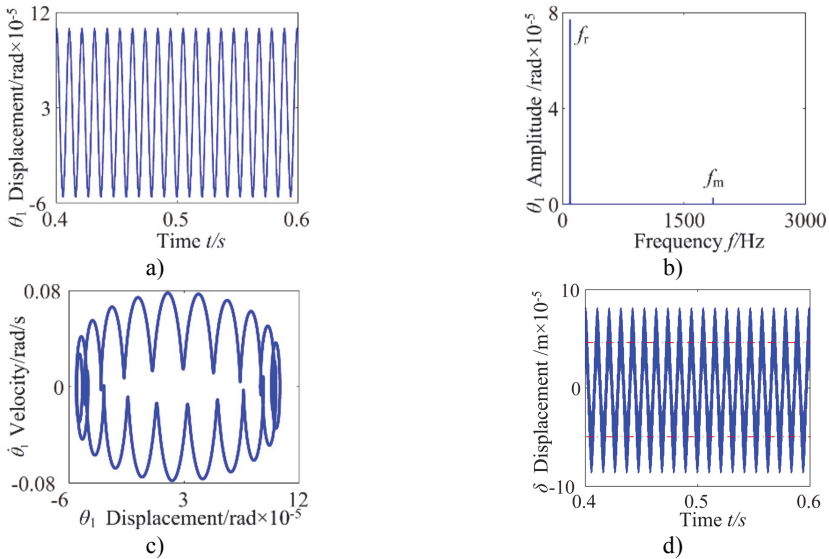 12
3
-6
θ₁ Displacement/rad×10⁻⁵
0.4 0.5 0.6
Time t/s
a)
8
4
0
θ₁ Amplitude /rad×10⁻⁵
fᵣ
fₘ
0 1500 3000
Frequency f/Hz
b)
0.08
0
-0.08
θ̇₁ Velocity/rad/s
-6 3 12
θ₁ Displacement/rad×10⁻⁵
c)
10
0
-10
δ Displacement /m×10⁻⁵
0.4 0.5 0.6
Time t/s
d)